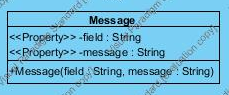 Message
<<Property>> -field : String
<<Property>> -message : String
+Message(field : String, message : String)